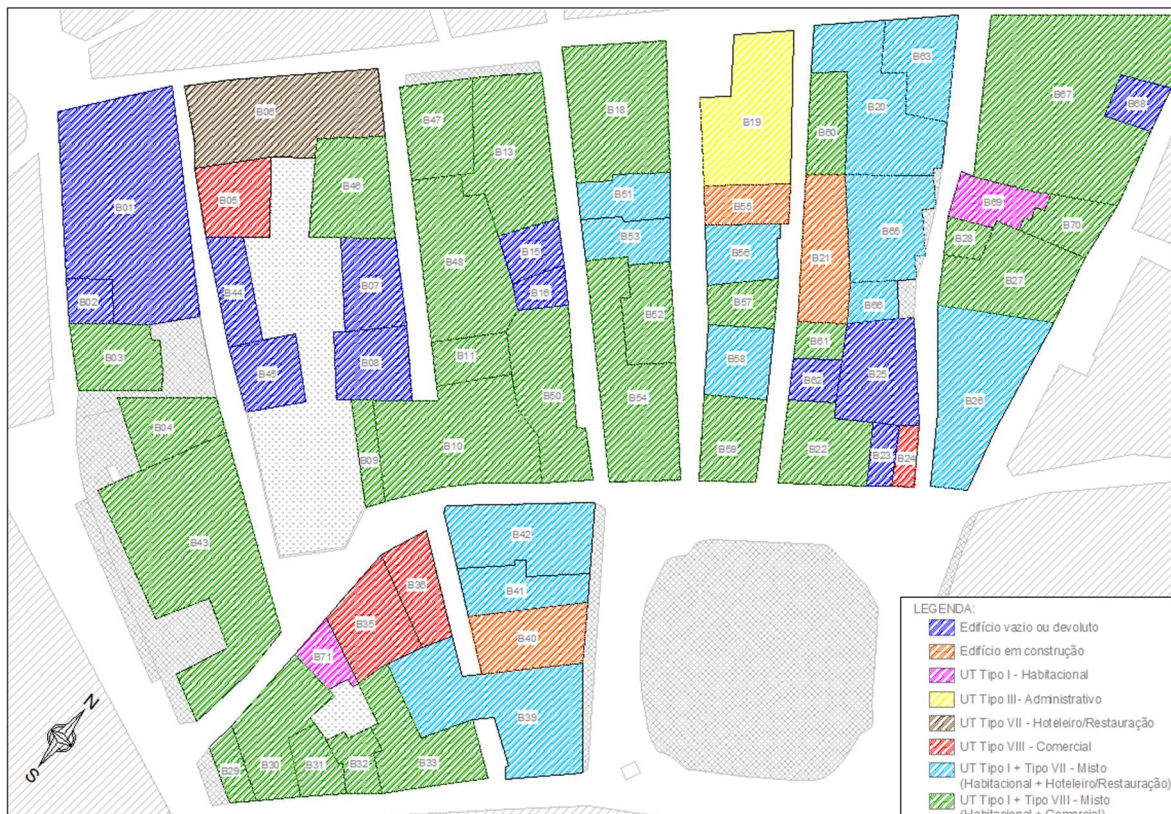 B63
B18
B20
B67
B68
B06
B47
B13
B19
B60
B05
B46
B51
B55
B69
B01
B53
B56
B65
B70
B15
B28
B48
B21
B07
B16
B27
B44
B57
B66
B02
B52
B03
B11
B61
B58
B08
B62
B25
B45
B50
B54
B26
B04
B10
B09
B59
B22
B23
B24
B42
B43
B36
B41
B35
B40
B71
B39
B29
B30
B31
B32
B33
N
S
LEGENDA:
Edifício vazio ou devoluto
Edifício em construção
UT Tipo I - Habitacional
UT Tipo III- Administrativo
UT Tipo VII - Hoteleiro/Restauração
UT Tipo VIII - Comercial
UT Tipo I + Tipo VII - Misto
(Habitacional + Hoteleiro/Restauração)
UT Tipo I + Tipo VIII - Misto
(Habitacional + Comercial)